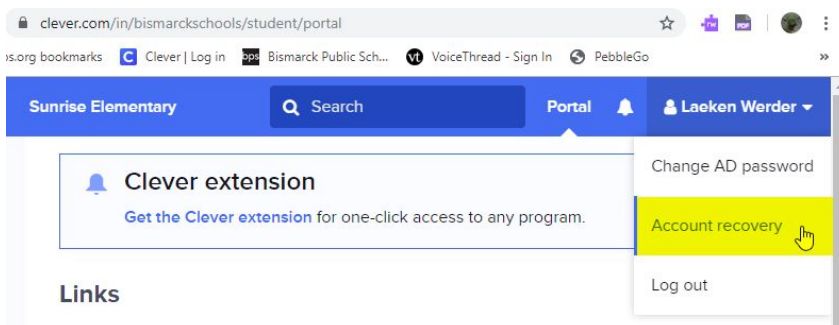 clever.com/in/bismarckschools/student/portal
os.org bookmarks C Clever | Log in bps Bismarck Public Sch... VoiceThread - Sign In PebbleGo »
Sunrise Elementary Search Portal Laeken Werder
Clever extension
Get the Clever extension for one-click access to any program.
Links
Change AD password
Account recovery
Log out